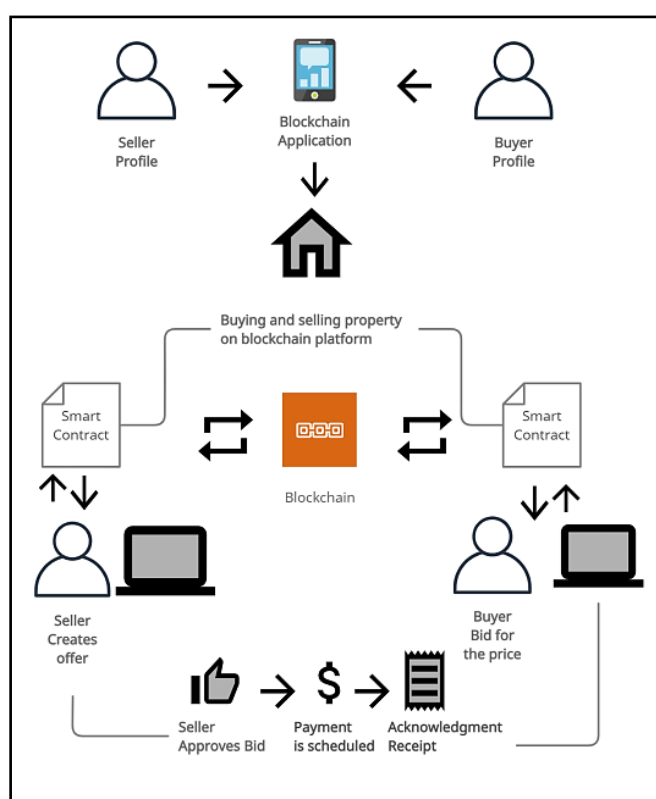 Seller
Profile
Blockchain
Application
Buyer
Profile
Buying and selling property
on blockchain platform
Smart
Contract
Smart
Contract
Blockchain
Seller
Creates
offer
Buyer
Bid for
the price
Seller
Approves Bid
Payment
is scheduled
Acknowledgment
Receipt